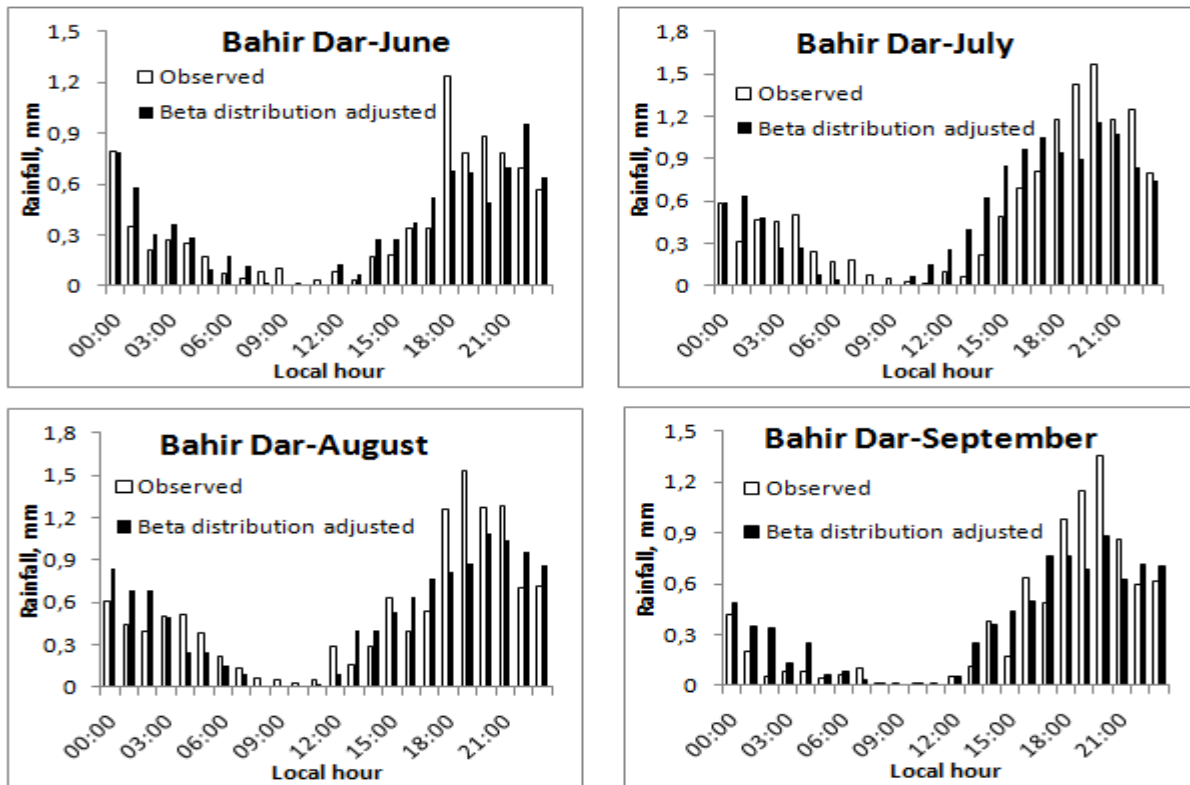 Bahir Dar-June
Observed
Beta distribution adjusted
Rainfall, mm
1,5
1,2
0,9
0,6
0,3
0
00:00 03:00 06:00 09:00 12:00 15:00 18:00 21:00
Local hour
Bahir Dar-July
Observed
Beta distribution adjusted
Rainfall, mm
1,8
1,5
1,2
0,9
0,6
0,3
0
00:00 03:00 06:00 09:00 12:00 15:00 18:00 21:00
Local hour
Bahir Dar-August
Observed
Beta distribution adjusted
Rainfall, mm
1,8
1,5
1,2
0,9
0,6
0,3
0
00:00 03:00 06:00 09:00 12:00 15:00 18:00 21:00
Local hour
Bahir Dar-September
Observed
Beta distribution adjusted
Rainfall, mm
1,5
1,2
0,9
0,6
0,3
0
00:00 03:00 06:00 09:00 12:00 15:00 18:00 21:00
Local hour